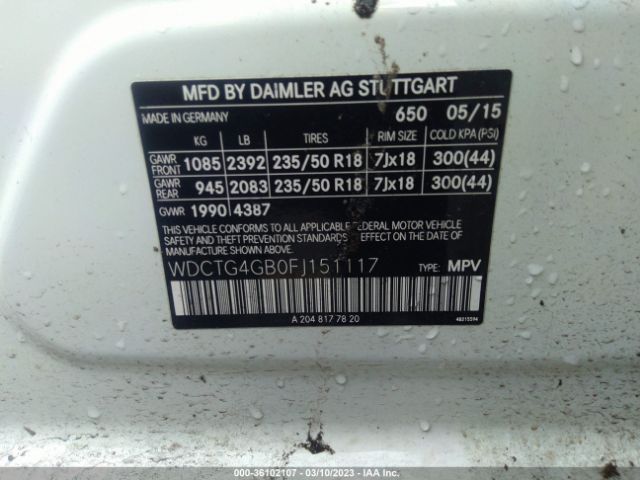 MFD BY DAIMLER AG STUTTGART
MADE IN GERMANY 650 05/15
KG LB TIRES RIM SIZE COLD KPA (PSI)
GAWR FRONT 1085 2392 235/50 R18 7Jx18 300(44)
GAWR REAR 945 2083 235/50 R18 7Jx18 300(44)
GVWR 1990 4387
THIS VEHICLE CONFORMS TO ALL APPLICABLE FEDERAL MOTOR VEHICLE
SAFETY, BUMPER, AND THEFT PREVENTION STANDARDS IN EFFECT ON THE
DATE OF MANUFACTURE SHOWN ABOVE.
WDCTG4GB0FJ151117 TYPE: MPV
A 204 817 78 20
000-36102107 - 03/10/2023 - IAA Inc.